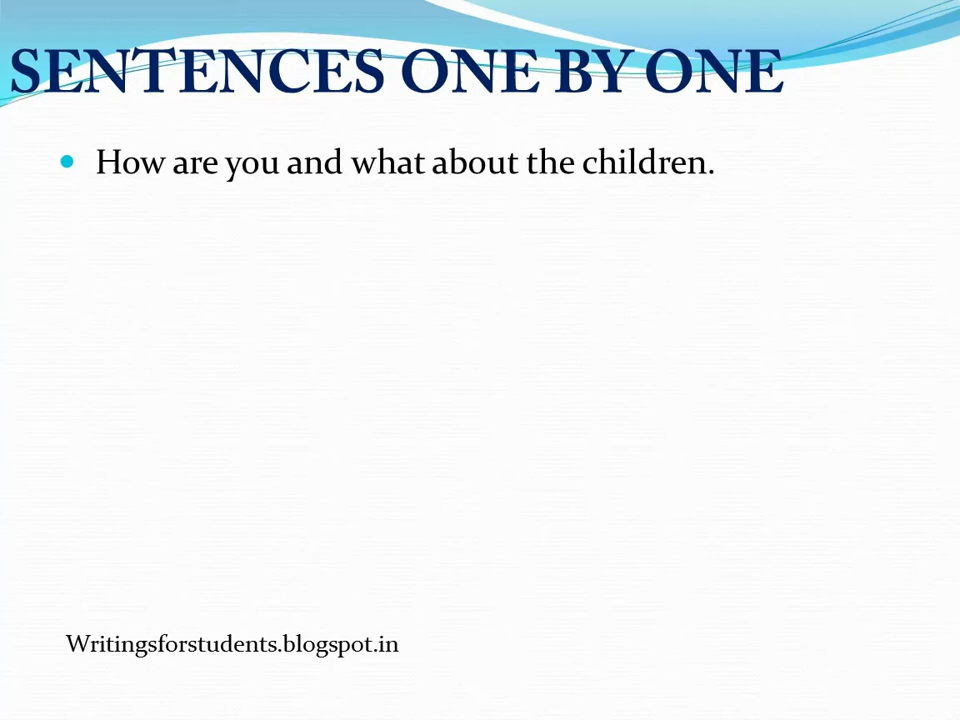 SENTENCES ONE BY ONE
How are you and what about the children.
Writingsforstudents.blogspot.in